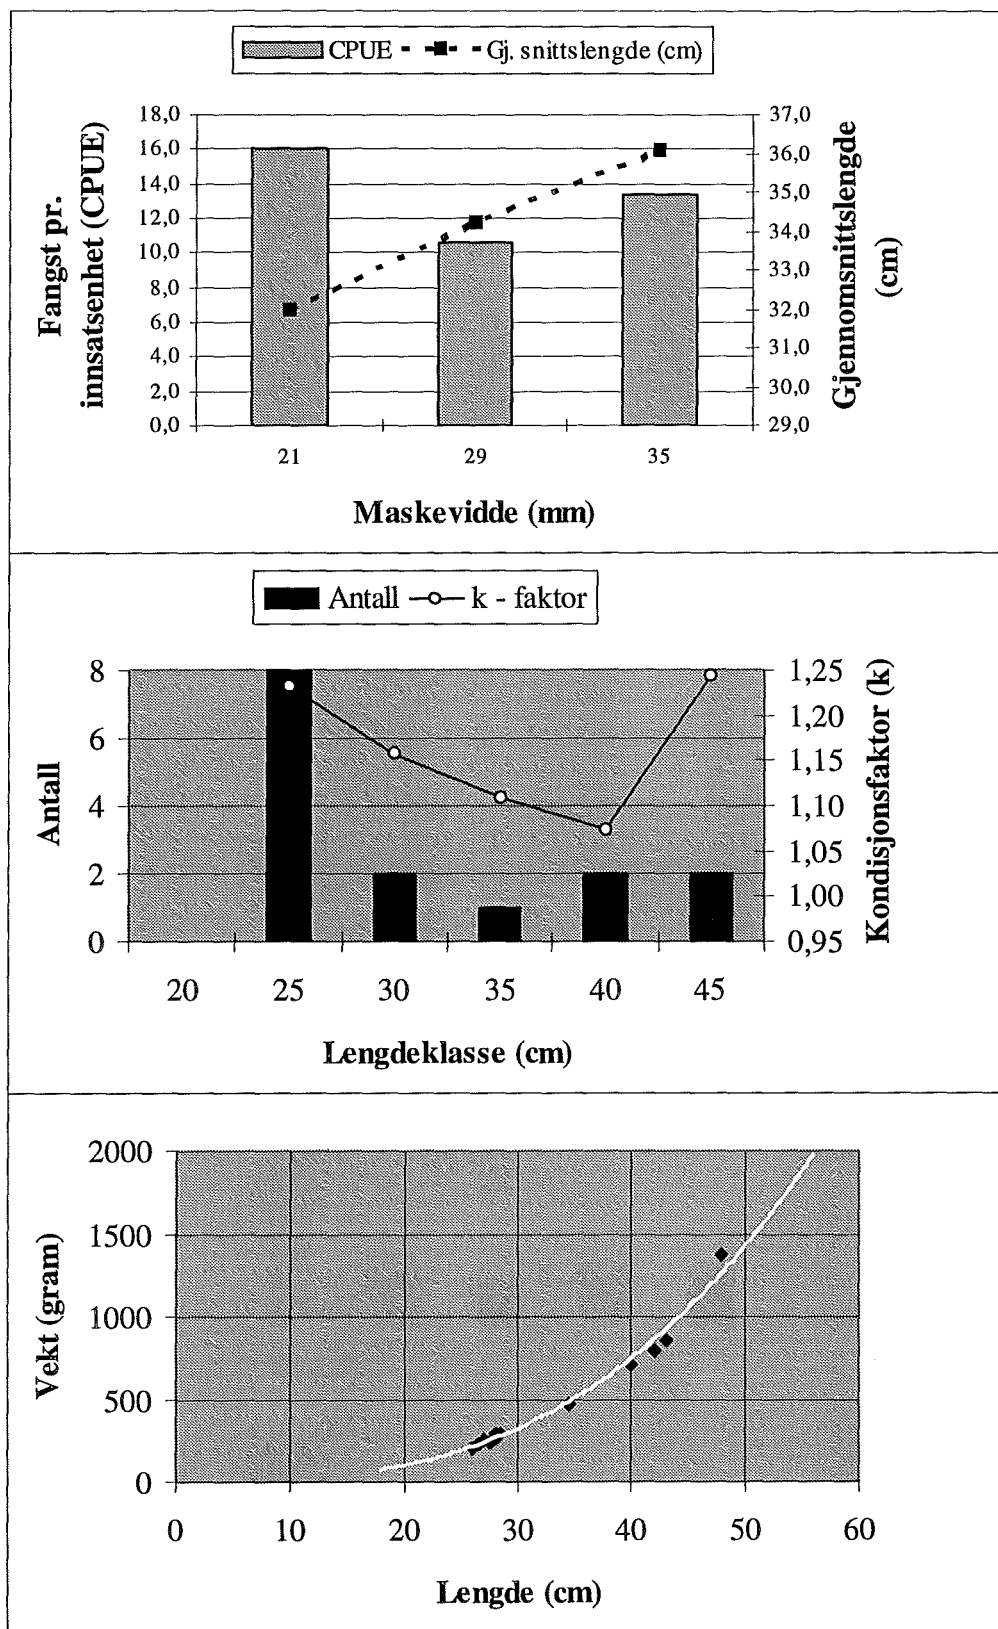 CPUE Gj. snittslengde (cm)
Fangst pr.
innsatsenhet (CPUE)
18,0
16,0
14,0
12,0
10,0
8,0
6,0
4,0
2,0
0,0
37,0
36,0
35,0
34,0
33,0
32,0
31,0
30,0
29,0
Gjennomsnittslengde
(cm)
21 29 35
Maskevidde (mm)
Antall k - faktor
Antall
8
6
4
2
0
1,25
1,20
1,15
1,10
1,05
1,00
0,95
Kondisjonsfaktor (k)
20 25 30 35 40 45
Lengdeklasse (cm)
Vekt (gram)
2000
1500
1000
500
0
0 10 20 30 40 50 60
Lengde (cm)